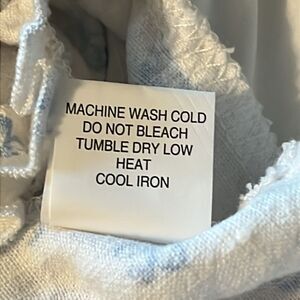 MACHINE WASH COLD
DO NOT BLEACH
TUMBLE DRY LOW
HEAT
COOL IRON